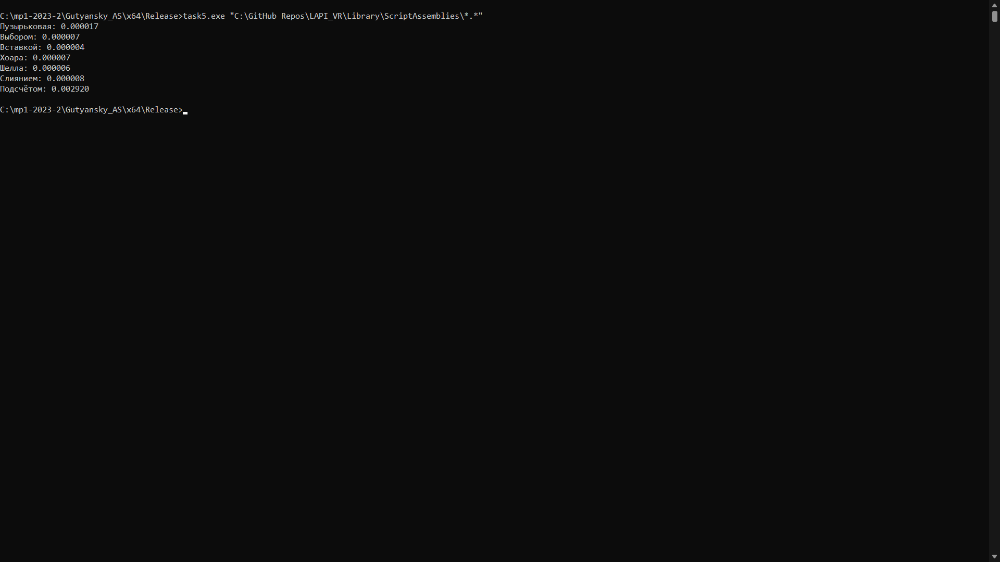 C:\mp1-2023-2\Gutyansky_AS\x64\Release>task5.exe "C:\GitHub Repos\LAPI_VR\Library\ScriptAssemblies\*.*"
Пузырьковая: 0.000017
Выбором: 0.000007
Вставкой: 0.000004
Хоара: 0.000007
Шелла: 0.000006
Слиянием: 0.000008
Подсчётом: 0.002920
C:\mp1-2023-2\Gutyansky_AS\x64\Release>